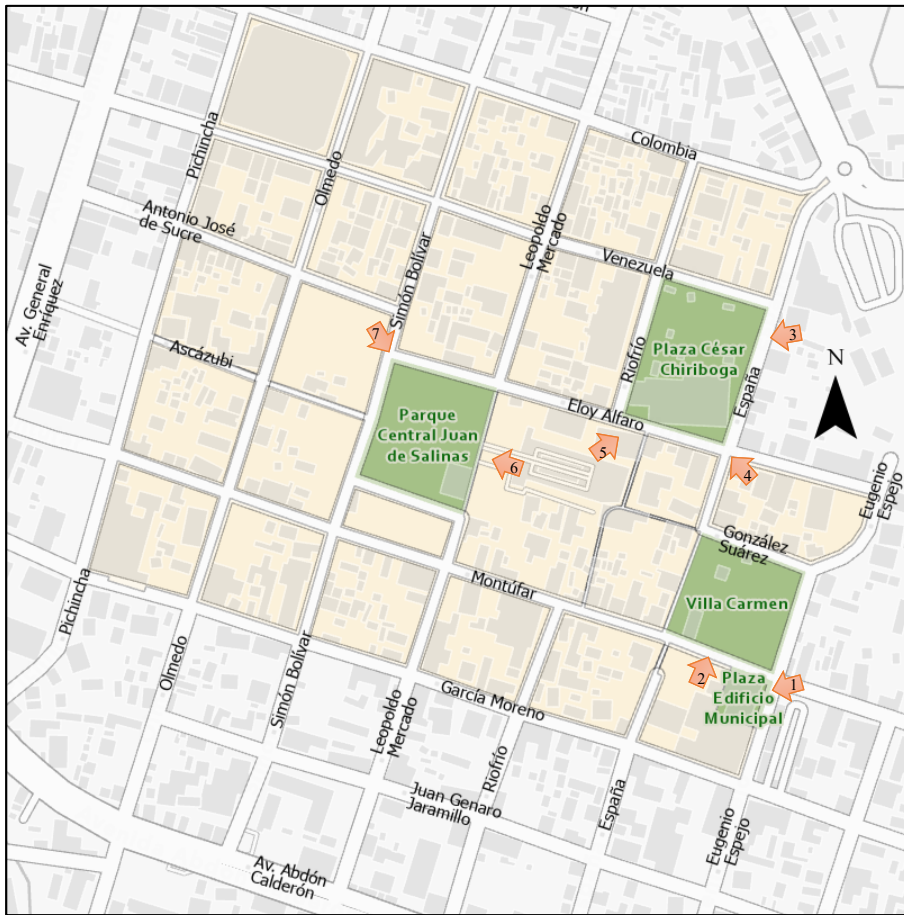 Colombia
Pichincha
Olmedo
Antonio José
de Sucre
Leopoldo
Mercado
Simón Bolívar
Venezuela
Av. General
Enríquez
7
3
N
Ascázubi
Riofrío
Plaza César
Chiriboga
España
Parque
Central Juan
de Salinas
Eloy Alfaro
5
6
4
Eugenio
Espejo
González
Suárez
Montúfar
Villa Carmen
Pichincha
Olmedo
Simón Bolívar
2
Plaza
Edificio
Municipal
1
García Moreno
Leopoldo
Mercado
Riofrío
España
Juan Genaro
Jaramillo
Eugenio
Espejo
Av. Abdón
Calderón